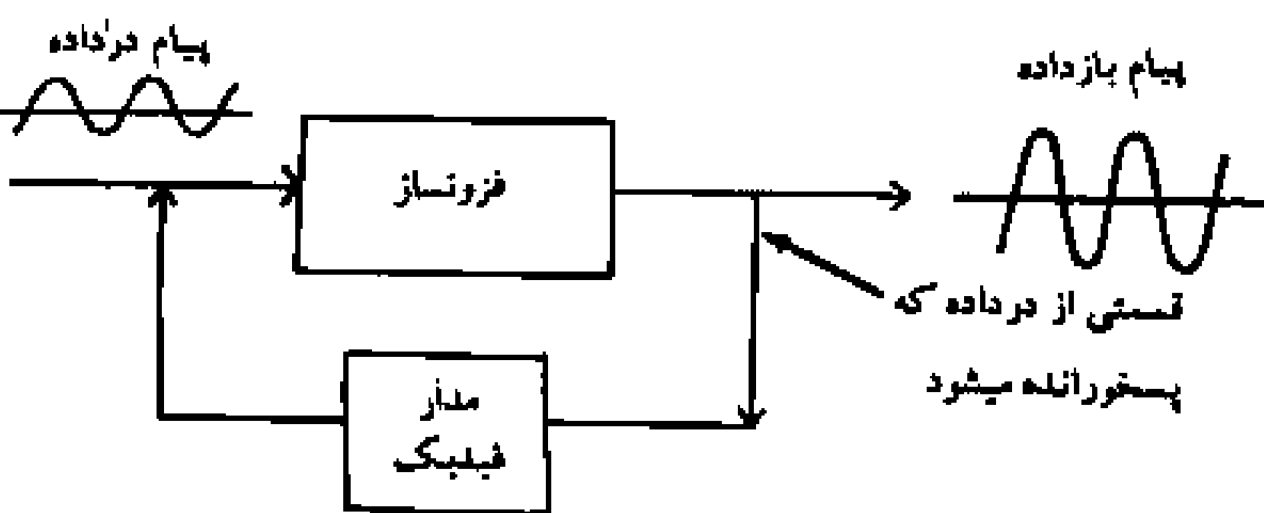 پیام درداده
پیام بازداده
فزونساز
قسمتی از درداده که
پسخورانده میشود
مدار
فیدبک